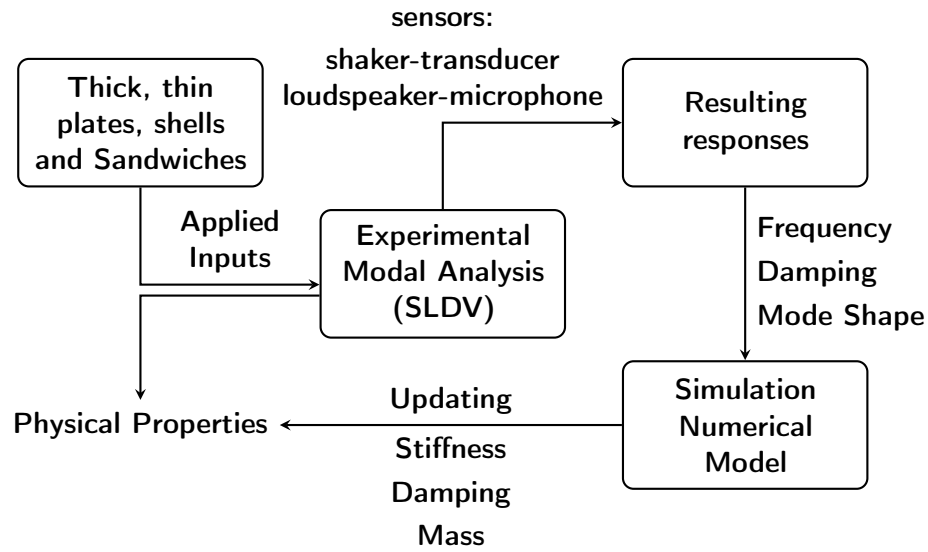 sensors:
shaker-transducer
loudspeaker-microphone
Thick, thin
plates, shells
and Sandwiches
Resulting
responses
Applied
Inputs
Experimental
Modal Analysis
(SLDV)
Frequency
Damping
Mode Shape
Physical Properties
Updating
Stiffness
Damping
Mass
Simulation
Numerical
Model